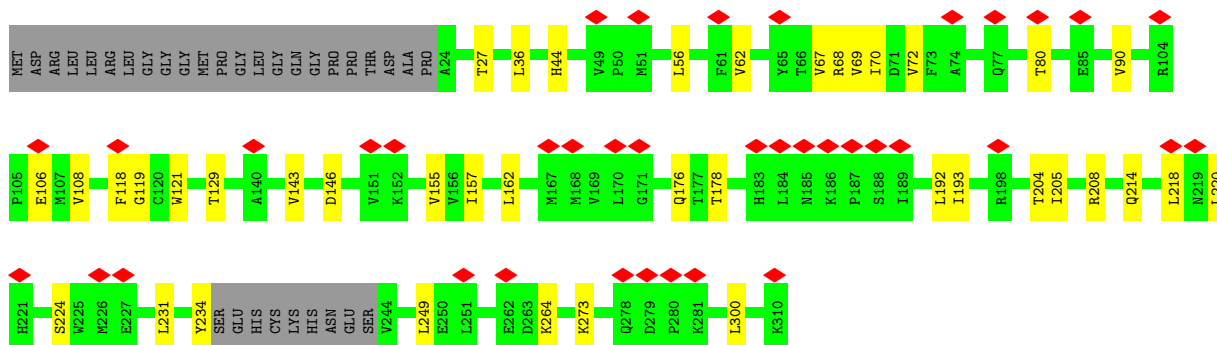 MET ASP ARG LEU LEU ARG LEU GLY GLY GLY MET PRO GLY LEU GLY GLN GLY PRO PRO THR ASP ALA PRO A24 T27 L36 H44 V49 P50 M51 L56 F61 V62 Y65 T66 V67 R68 V69 I70 D71 V72 F73 A74 Q77 T80 E85 V90 R104
P105 E106 M107 V108 F118 G119 C120 W121 T129 A140 V143 D146 V151 K152 V155 V156 I157 L162 M167 M168 V169 L170 G171 Q176 T177 T178 H183 L184 N185 K186 P187 S188 I189 L192 I193 R198 T204 I205 R208 Q214 L218 N219 L220
H221 S224 W225 M226 E227 L231 Y234 SER GLU HIS CYS LYS HIS ASN GLU SER V244 L249 E250 L251 E262 D263 K264 K273 Q278 D279 P280 K281 L300 K310